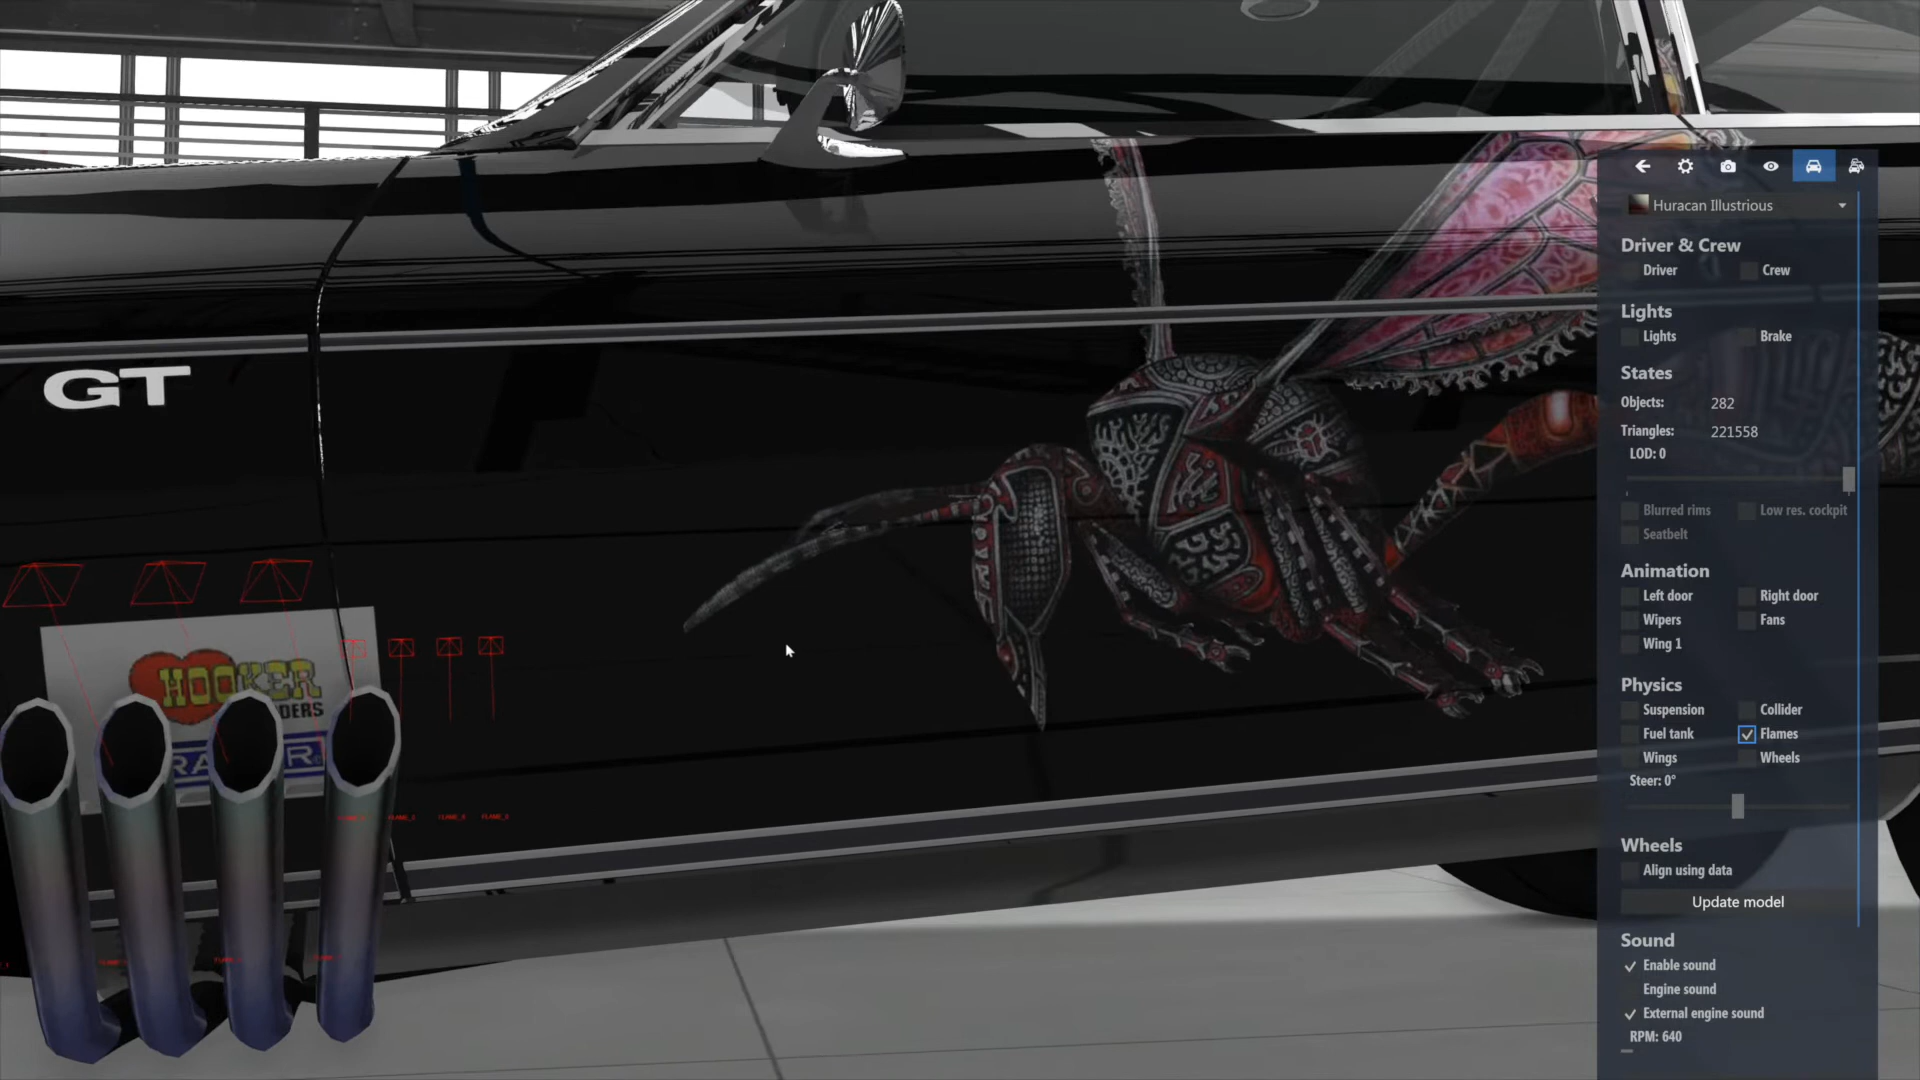 Huracan Illustrious
Driver & Crew
Driver
Crew
Lights
Lights
Brake
States
Objects: 282
Triangles: 221558
LOD: 0
Blurred rims
Low res. cockpit
Seatbelt
Animation
Left door
Right door
Wipers
Fans
Wing 1
Physics
Suspension
Collider
Fuel tank
Flames
Wings
Wheels
Steer: 0°
Wheels
Align using data
Update model
Sound
Enable sound
Engine sound
External engine sound
RPM: 640
GT
HOOKER